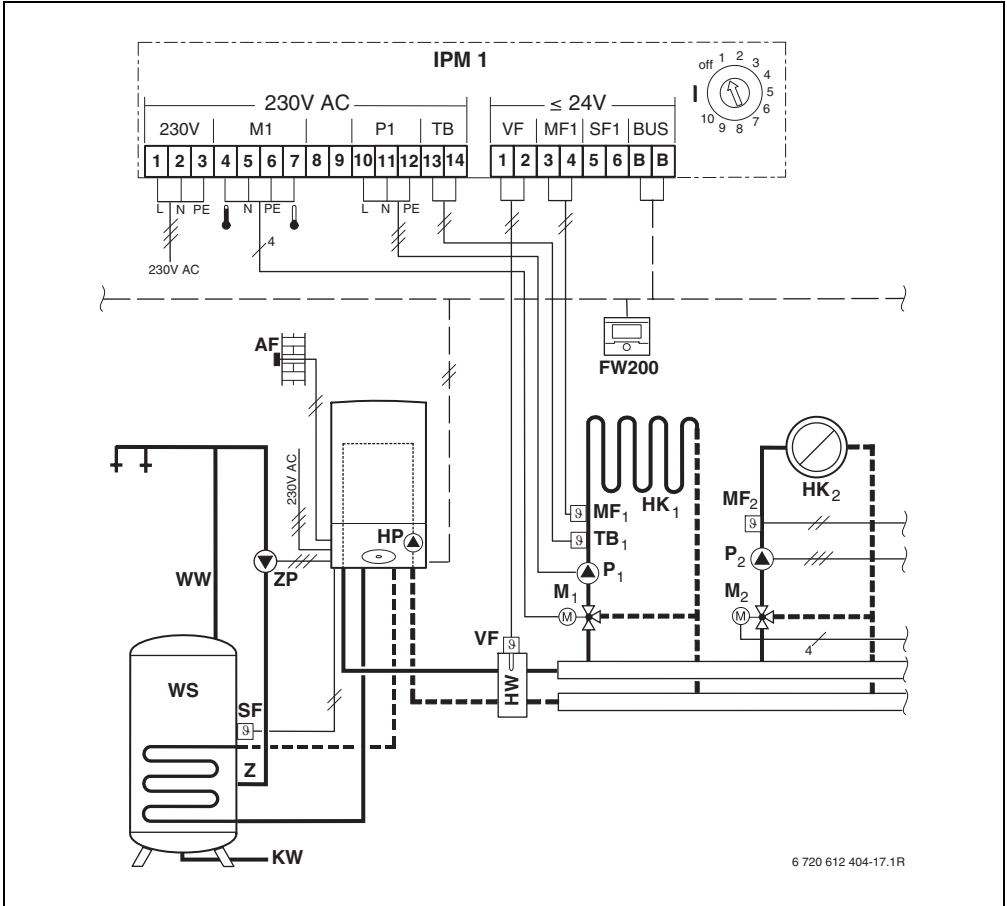 IPM 1
230V AC
≤ 24V
off 1 2 3 4 5 6 7 8 9 10
I
230V M1 P1 TB
VF MF1 SF1 BUS
1 2 3 4 5 6 7 8 9 10 11 12 13 14
1 2 3 4 5 6 B B
L N PE N PE L N PE
4
230V AC
AF
FW200
230V AC
HK1
HK2
MF1
MF2
TB1
HP
P1
P2
ZP
WW
M1
M
M2
M
VF
HW
4
WS
SF
Z
KW
ϑ
ϑ
ϑ
ϑ
ϑ
6 720 612 404-17.1R